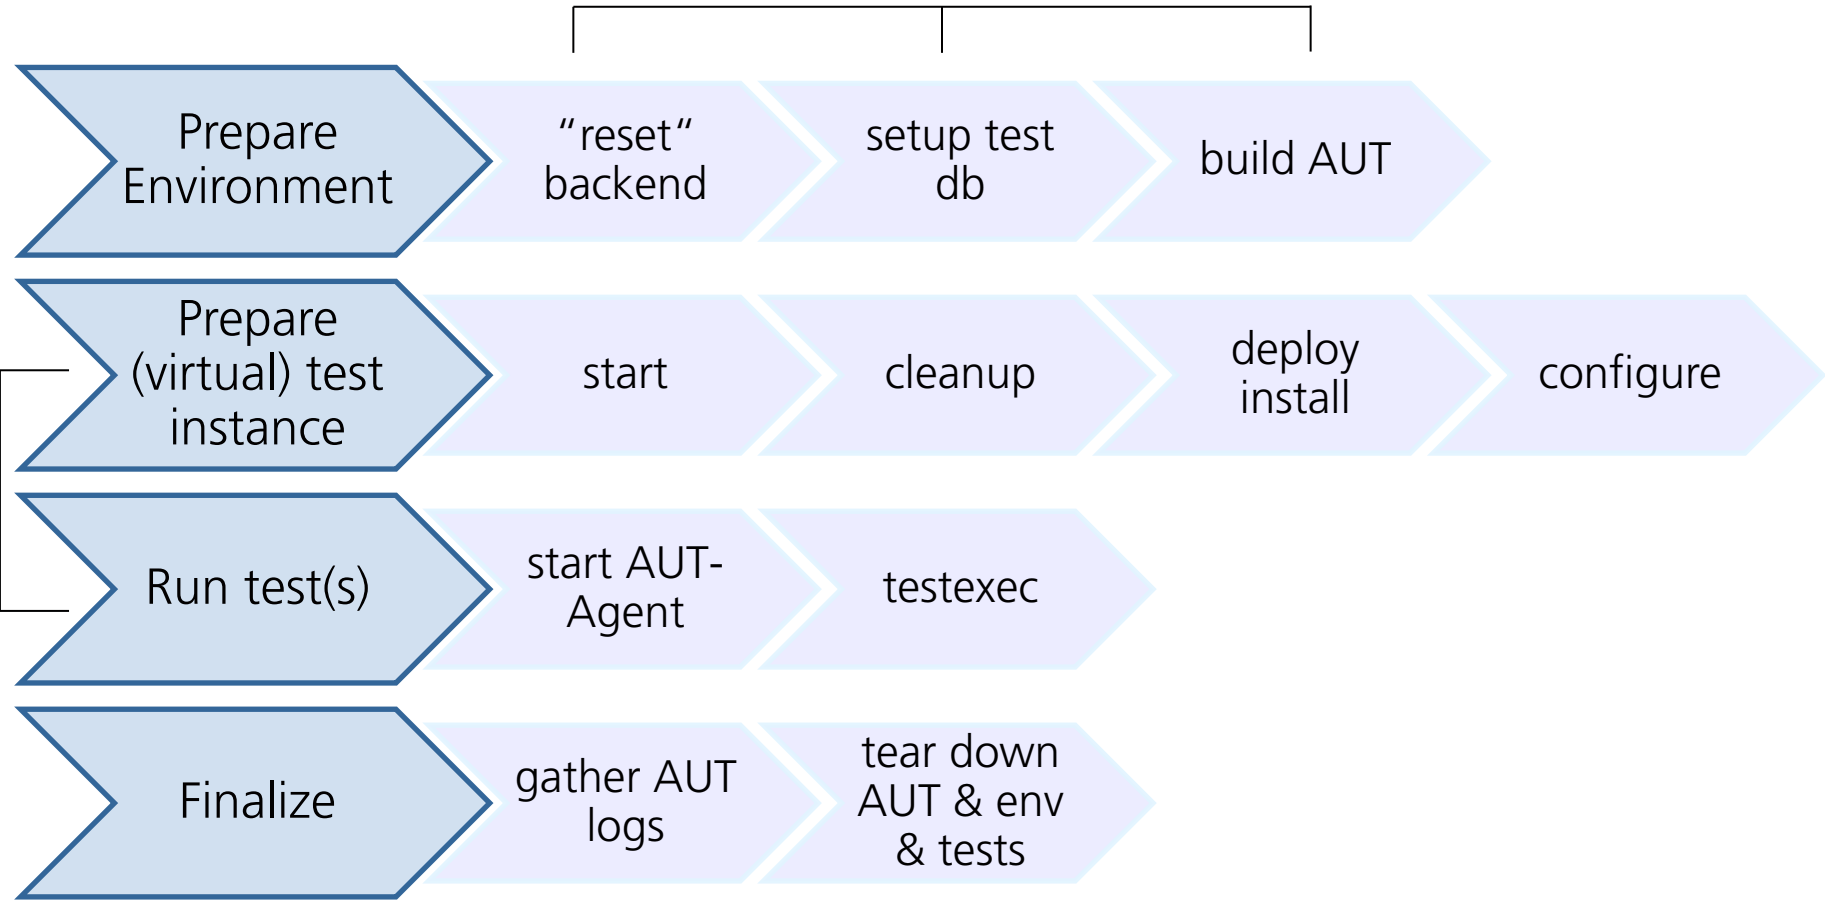 Prepare
Environment
“reset“
backend
setup test
db
build AUT
Prepare
(virtual) test
instance
start
cleanup
deploy
install
configure
Run test(s)
start AUT-
Agent
testexec
Finalize
gather AUT
logs
tear down
AUT & env
& tests